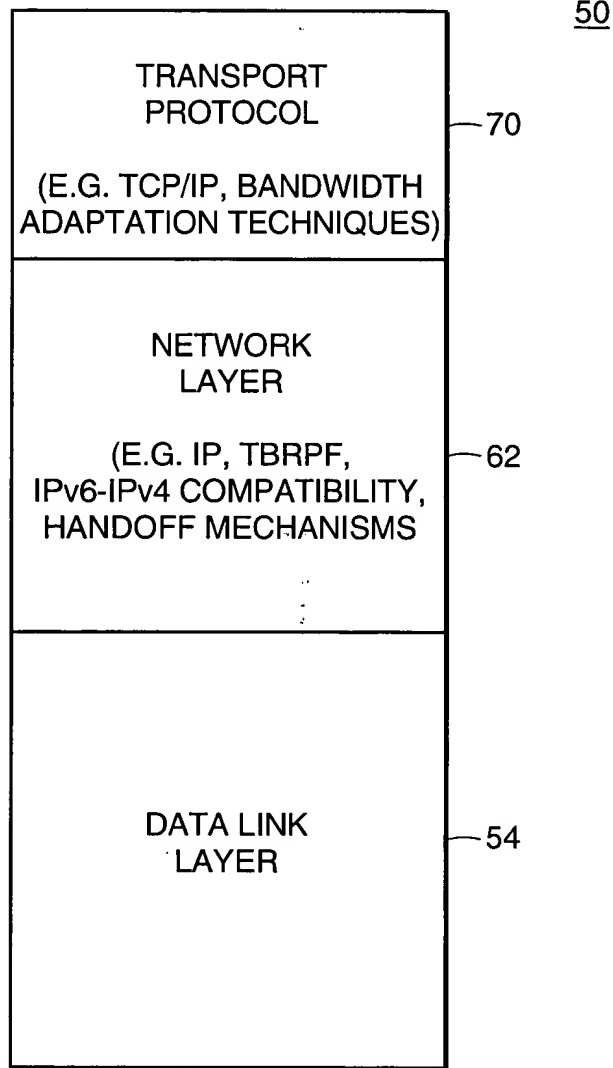 50
TRANSPORT
PROTOCOL
70
(E.G. TCP/IP, BANDWIDTH
ADAPTATION TECHNIQUES)
NETWORK
LAYER
(E.G. IP, TBRPF,
62
IPv6-IPv4 COMPATIBILITY,
HANDOFF MECHANISMS
DATA LINK
54
LAYER